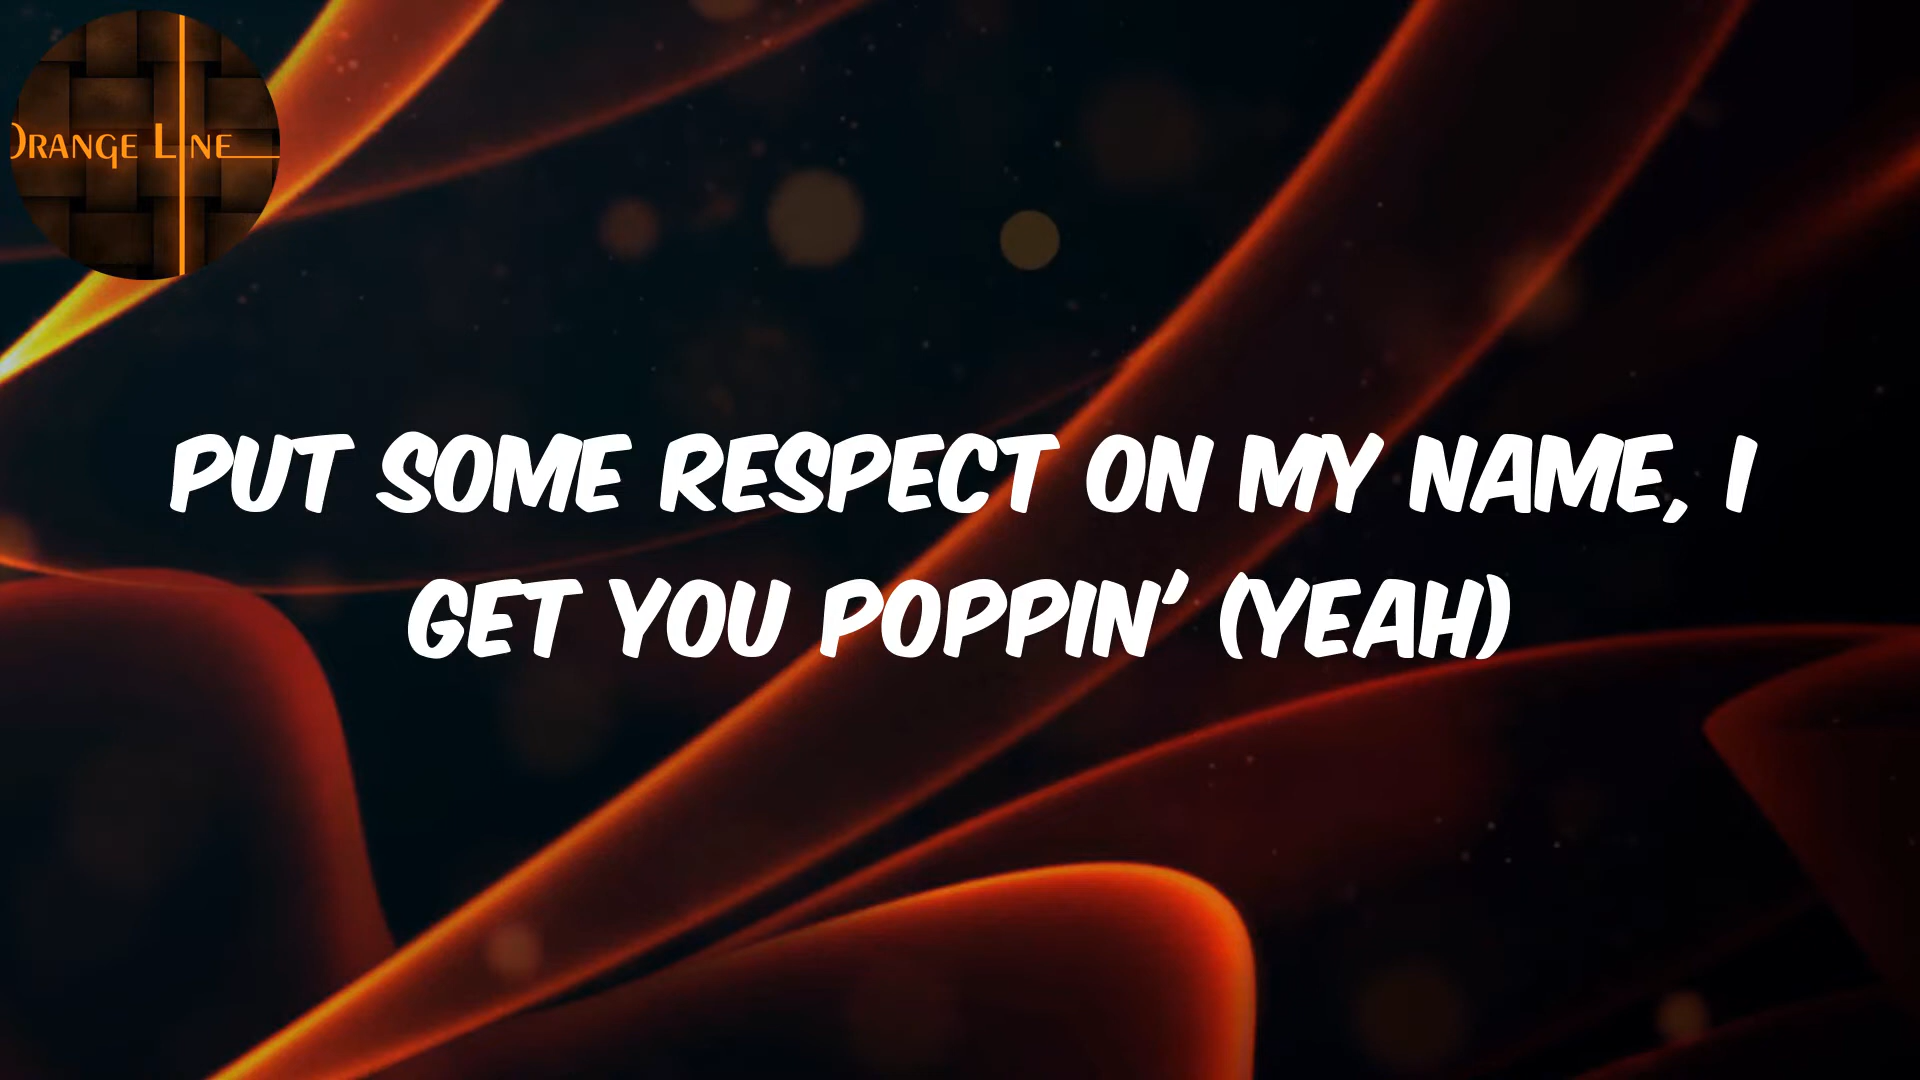 ORANGE LINE
PUT SOME RESPECT ON MY NAME, I
GET YOU POPPIN' (YEAH)